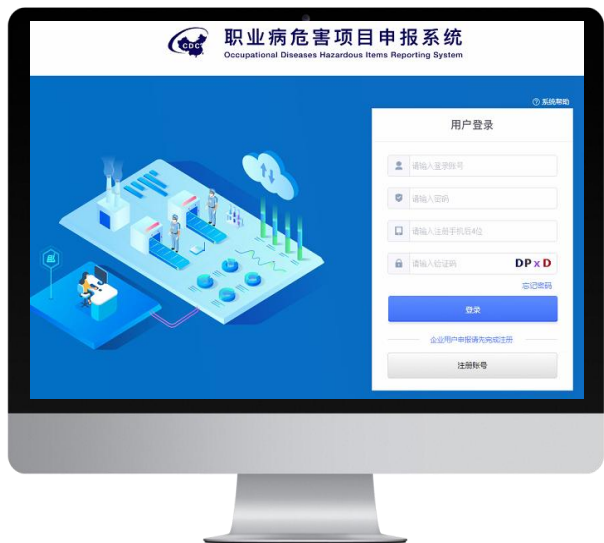 CDC
职业病危害项目申报系统
Occupational Diseases Hazardous Items Reporting System
系统帮助
用户登录
请输入登录账号
请输入密码
请输入注册手机后4位
请输入验证码
DPxD
忘记密码
登录
企业用户申报请先完成注册
注册账号